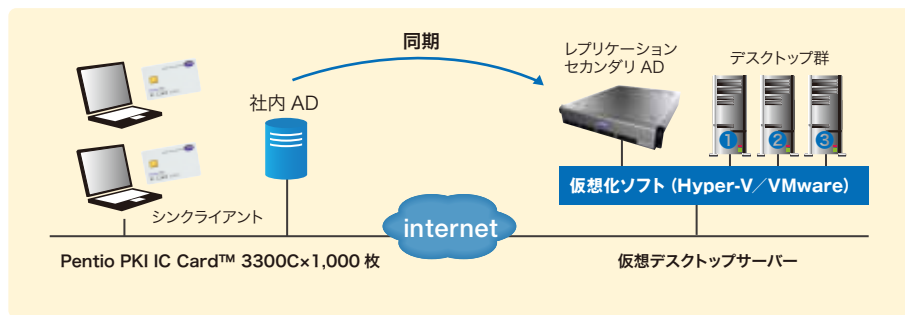 同期
レプリケーション
セカンダリ AD
デスクトップ群
社内 AD
1
2
3
仮想化ソフト（Hyper-V／VMware）
シンクライアント
internet
Pentio PKI IC Card™ 3300C×1,000 枚
仮想デスクトップサーバー